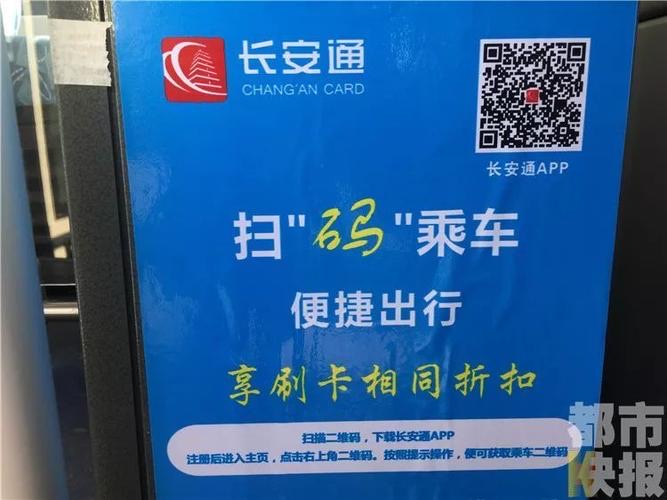 长安通
CHANG'AN CARD
长安通APP
扫"码"乘车
便捷出行
享刷卡相同折扣
扫描二维码，下载长安通APP
注册后进入主页，点击右上角二维码。按照提示操作，便可获取乘车二维码
都市
快报